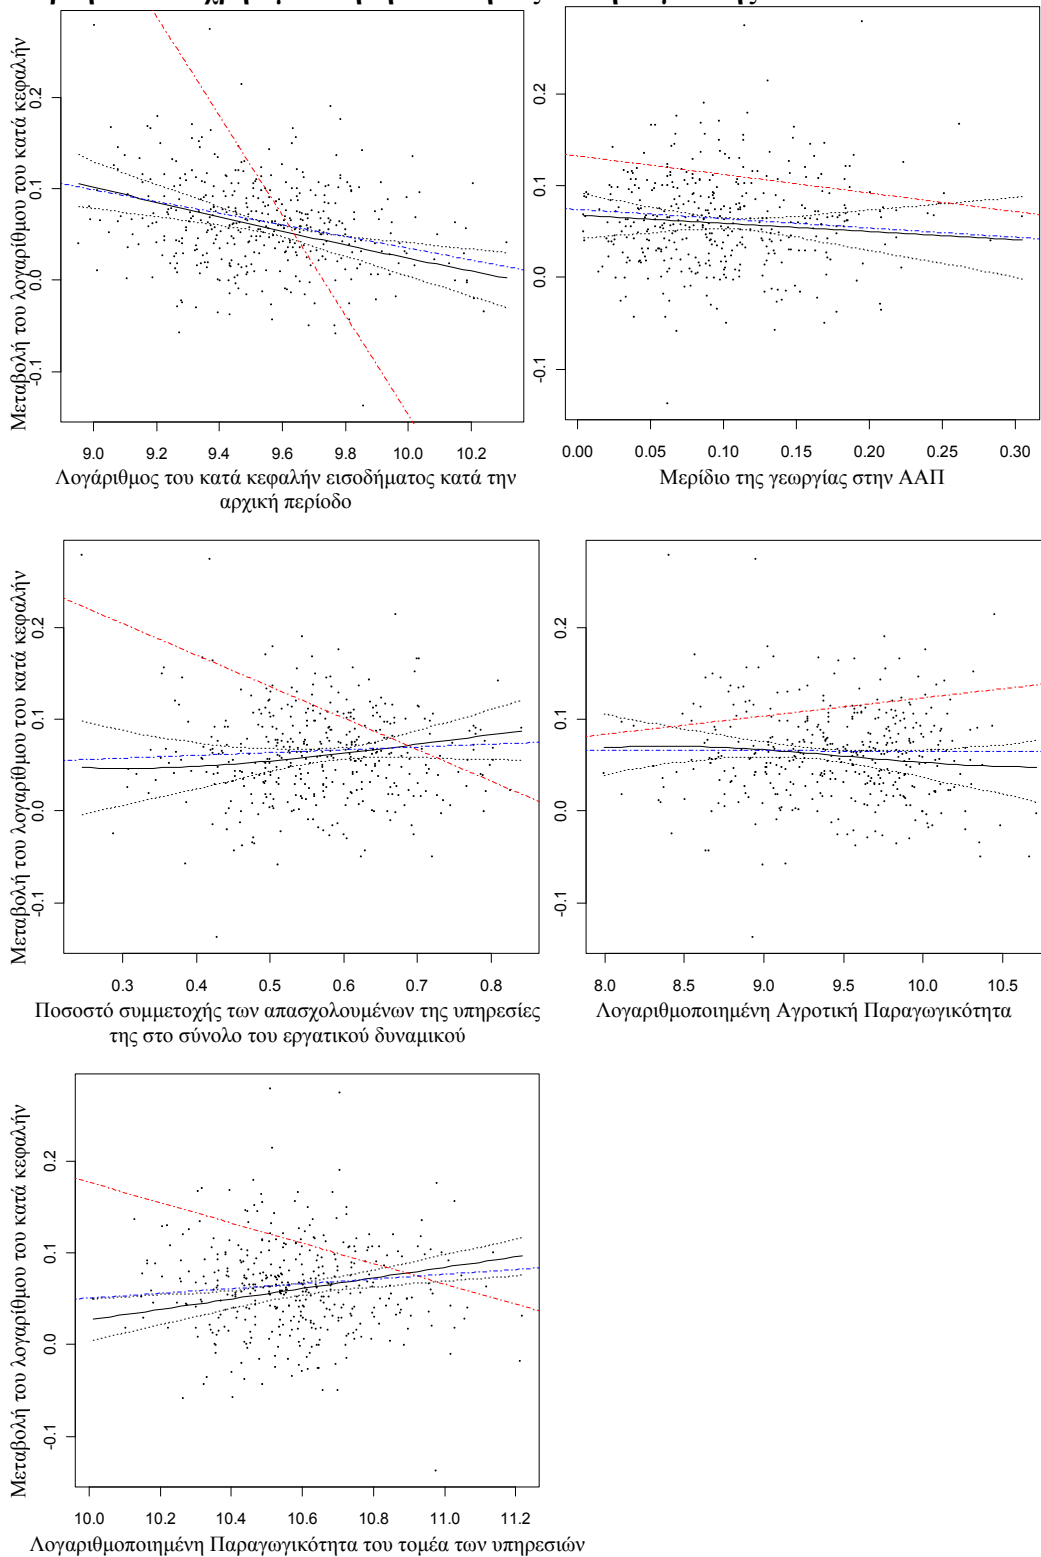 Μεταβολή του λογαρίθμου του κατά κεφαλήν
0.2
0.1
0.0
-0.1
9.0 9.2 9.4 9.6 9.8 10.0 10.2
Λογάριθμος του κατά κεφαλήν εισοδήματος κατά την
αρχική περίοδο
0.2
0.1
0.0
-0.1
0.00 0.05 0.10 0.15 0.20 0.25 0.30
Μερίδιο της γεωργίας στην ΑΑΠ
Μεταβολή του λογαρίθμου του κατά κεφαλήν
0.2
0.1
0.0
-0.1
0.3 0.4 0.5 0.6 0.7 0.8
Ποσοστό συμμετοχής των απασχολουμένων της υπηρεσίες
της στο σύνολο του εργατικού δυναμικού
0.2
0.1
0.0
-0.1
8.0 8.5 9.0 9.5 10.0 10.5
Λογαριθμοποιημένη Αγροτική Παραγωγικότητα
Μεταβολή του λογαρίθμου του κατά κεφαλήν
0.2
0.1
0.0
-0.1
10.0 10.2 10.4 10.6 10.8 11.0 11.2
Λογαριθμοποιημένη Παραγωγικότητα του τομέα των υπηρεσιών